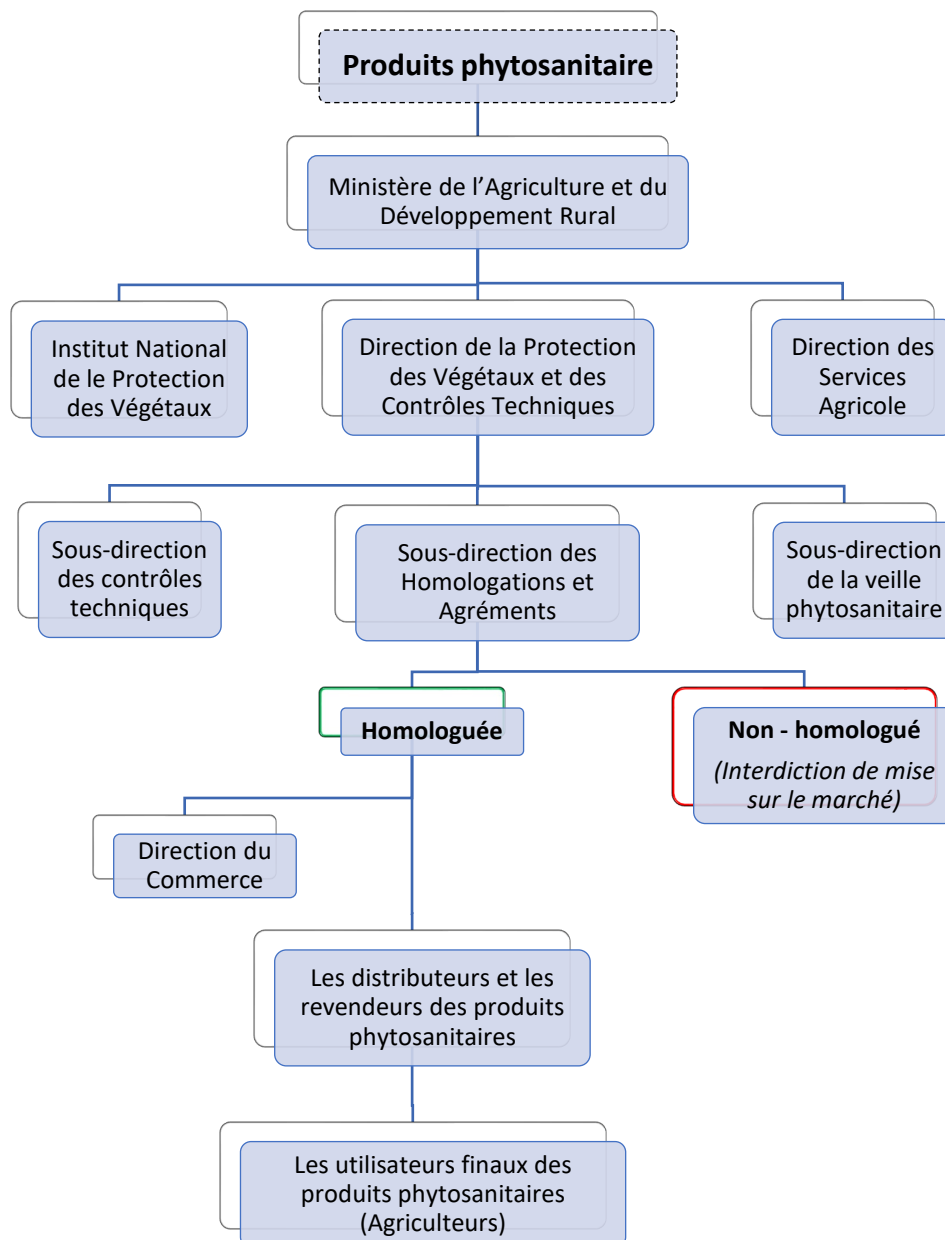 Produits phytosanitaire
Ministère de l’Agriculture et du
Développement Rural
Institut National
de le Protection
des Végétaux
Direction de la Protection
des Végétaux et des
Contrôles Techniques
Direction des
Services
Agricole
Sous-direction
des contrôles
techniques
Sous-direction des
Homologations et
Agréments
Sous-direction
de la veille
phytosanitaire
Homologuée
Non - homologué
(Interdiction de mise
sur le marché)
Direction du
Commerce
Les distributeurs et les
revendeurs des produits
phytosanitaires
Les utilisateurs finaux des
produits phytosanitaires
(Agriculteurs)